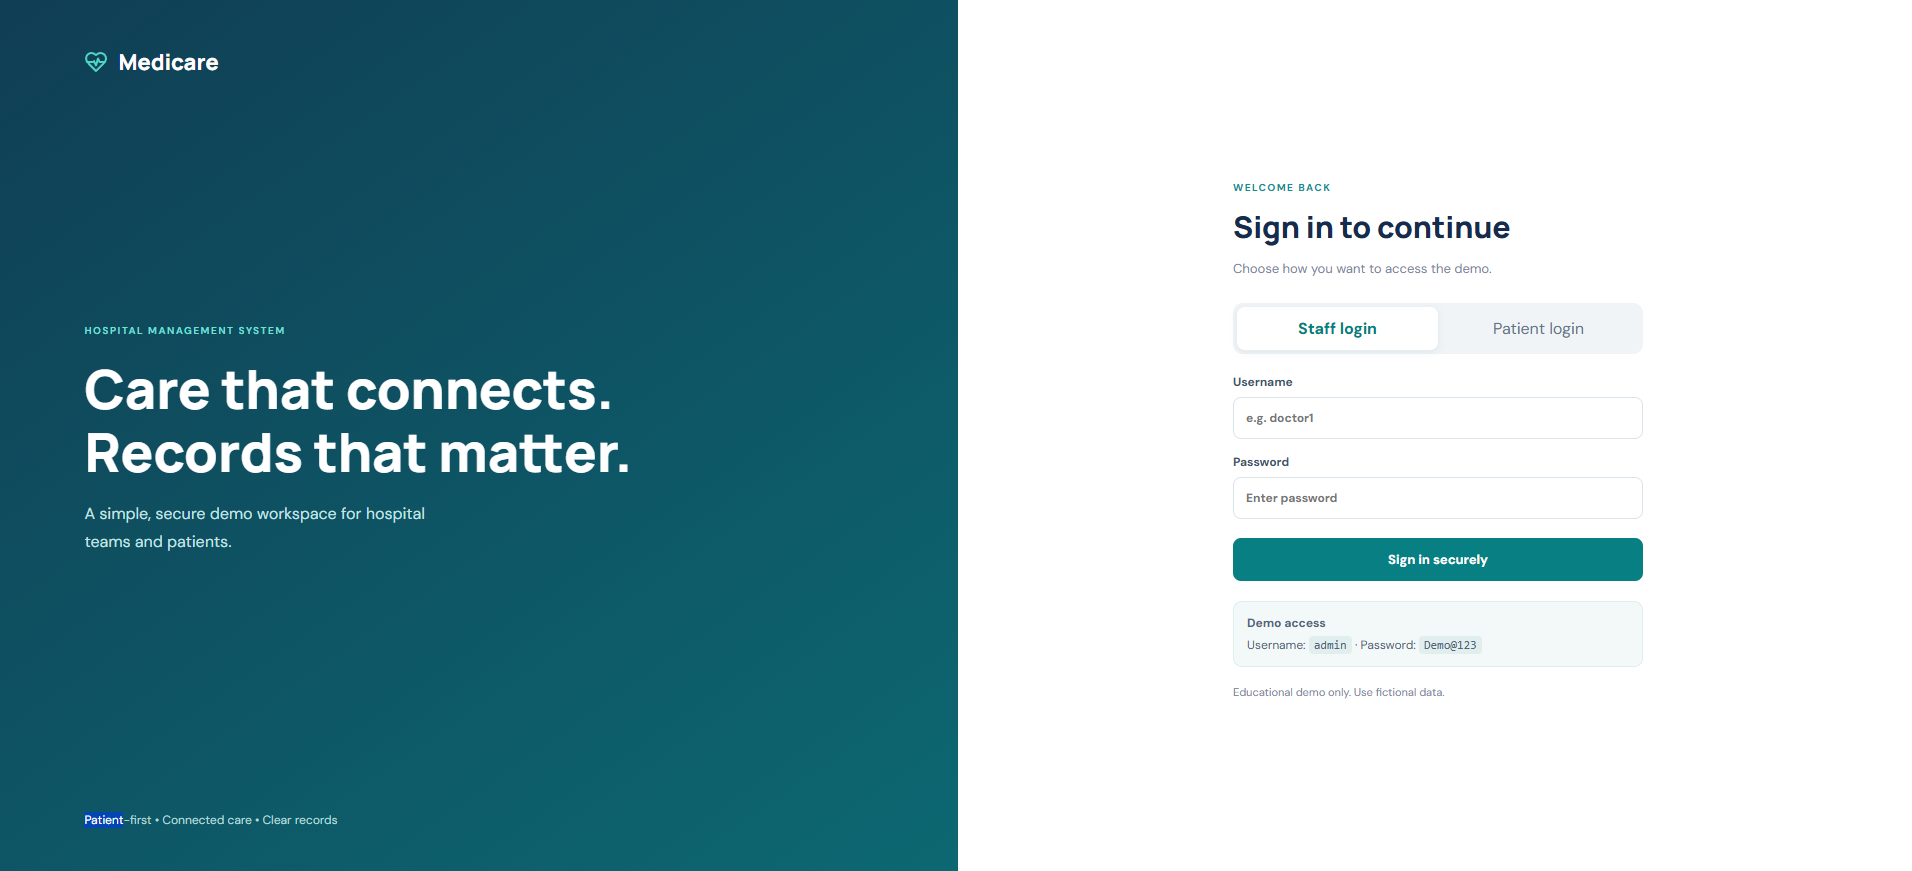 Medicare
HOSPITAL MANAGEMENT SYSTEM
Care that connects.
Records that matter.
A simple, secure demo workspace for hospital
teams and patients.
Patient-first • Connected care • Clear records
WELCOME BACK
Sign in to continue
Choose how you want to access the demo.
Staff login Patient login
Username
e.g. doctor1
Password
Enter password
Sign in securely
Demo access
Username: admin · Password: Demo@123
Educational demo only. Use fictional data.